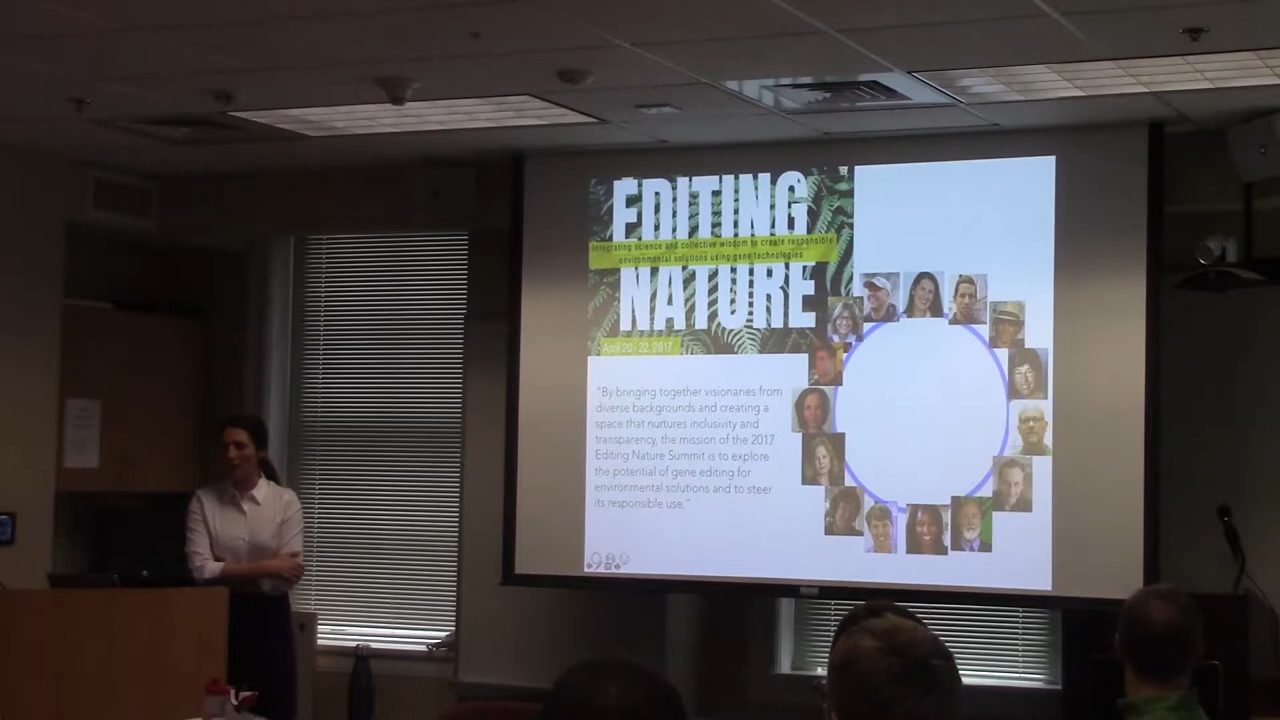 EDITING
Integrating science and collective wisdom to create responsible
environmental solutions using gene technologies
NATURE
April 20 - 22, 2017
"By bringing together visionaries from
diverse backgrounds and creating a
space that nurtures inclusivity and
transparency, the mission of the 2017
Editing Nature Summit is to explore
the potential of gene editing for
environmental solutions and to steer
its responsible use."